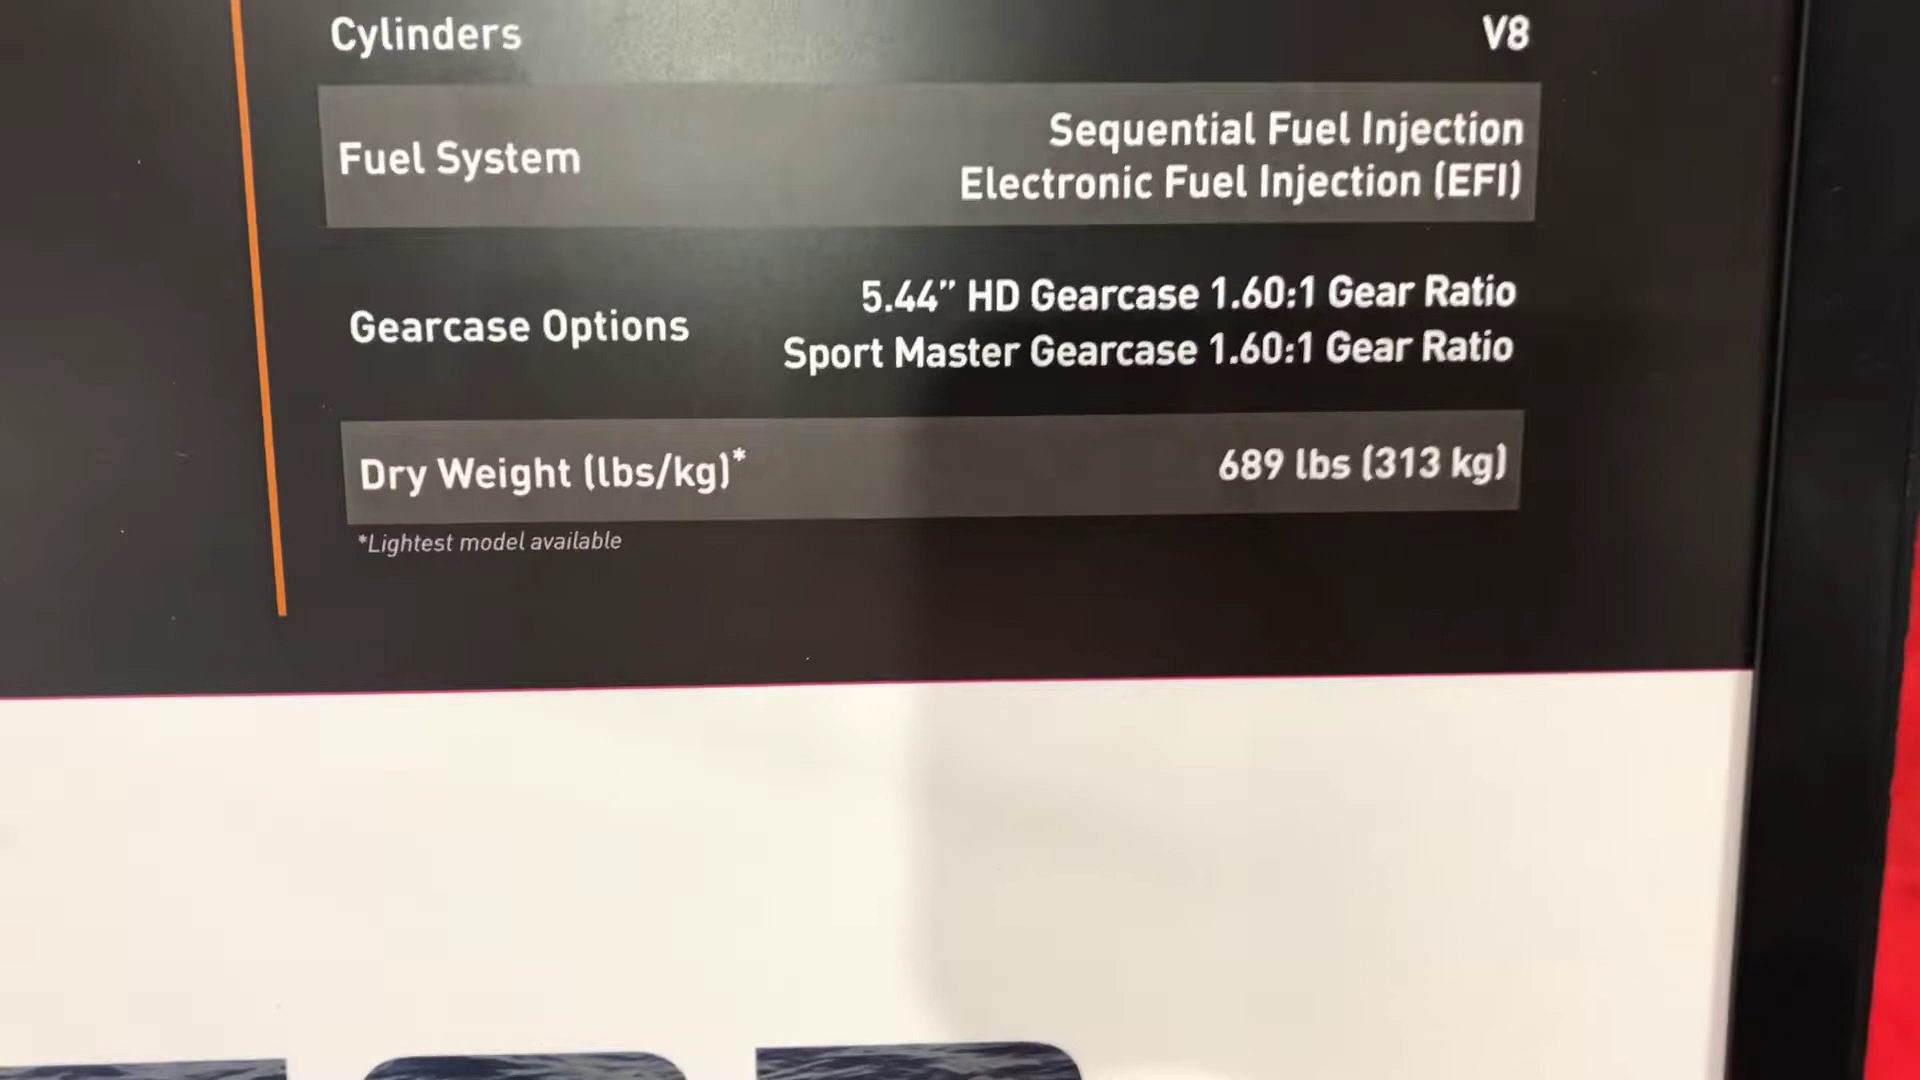 Cylinders V8
Fuel System
Sequential Fuel Injection
Electronic Fuel Injection (EFI)
Gearcase Options
5.44” HD Gearcase 1.60:1 Gear Ratio
Sport Master Gearcase 1.60:1 Gear Ratio
Dry Weight (lbs/kg)* 689 lbs (313 kg)
*Lightest model available